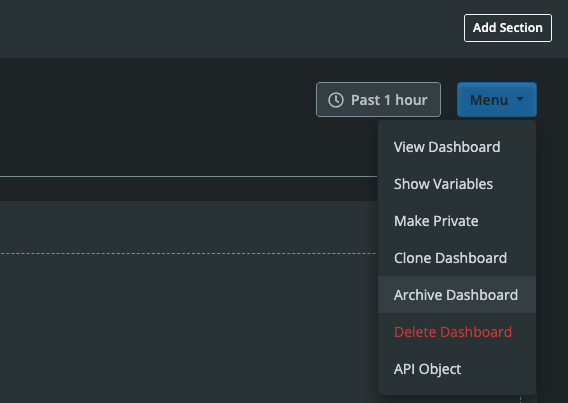 Add Section
Past 1 hour
Menu
View Dashboard
Show Variables
Make Private
Clone Dashboard
Archive Dashboard
Delete Dashboard
API Object